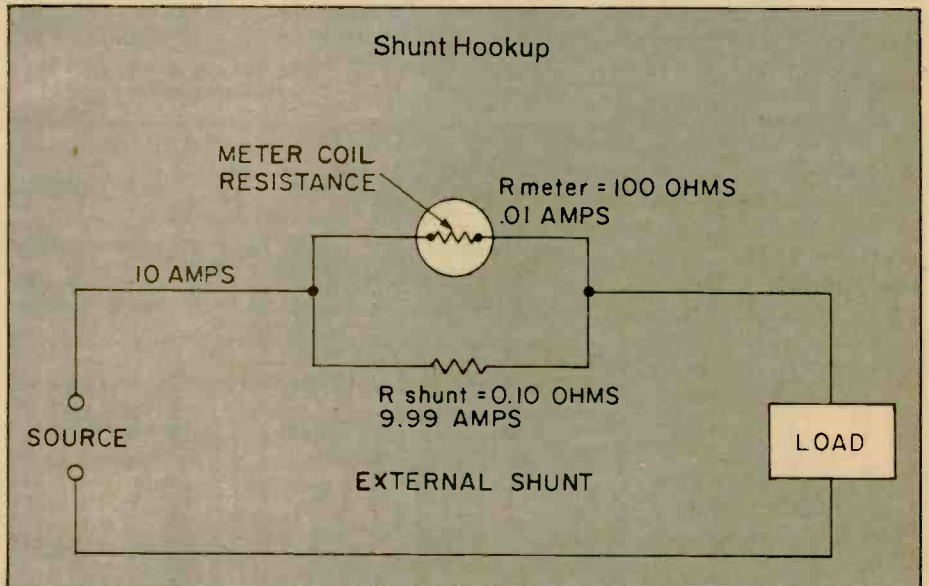 Shunt Hookup
METER COIL
RESISTANCE
R meter = 100 OHMS
.01 AMPS
10 AMPS
R shunt = 0.10 OHMS
9.99 AMPS
SOURCE
LOAD
EXTERNAL SHUNT